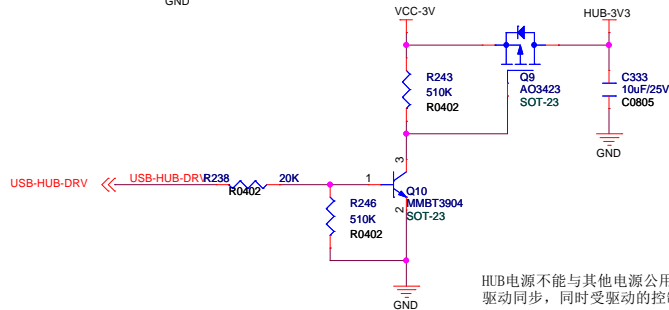 GND
VCC-3V
HUB-3V3
R243
510K
R0402
Q9
AO3423
SOT-23
C333
10uF/25V
C0805
GND
3
USB-HUB-DRV
USB-HUB-DRV
R238
20K
R0402
1
Q10
MMBT3904
SOT-23
2
R246
510K
R0402
GND
HUB电源不能与其他电源公用
驱动同步，同时受驱动的控